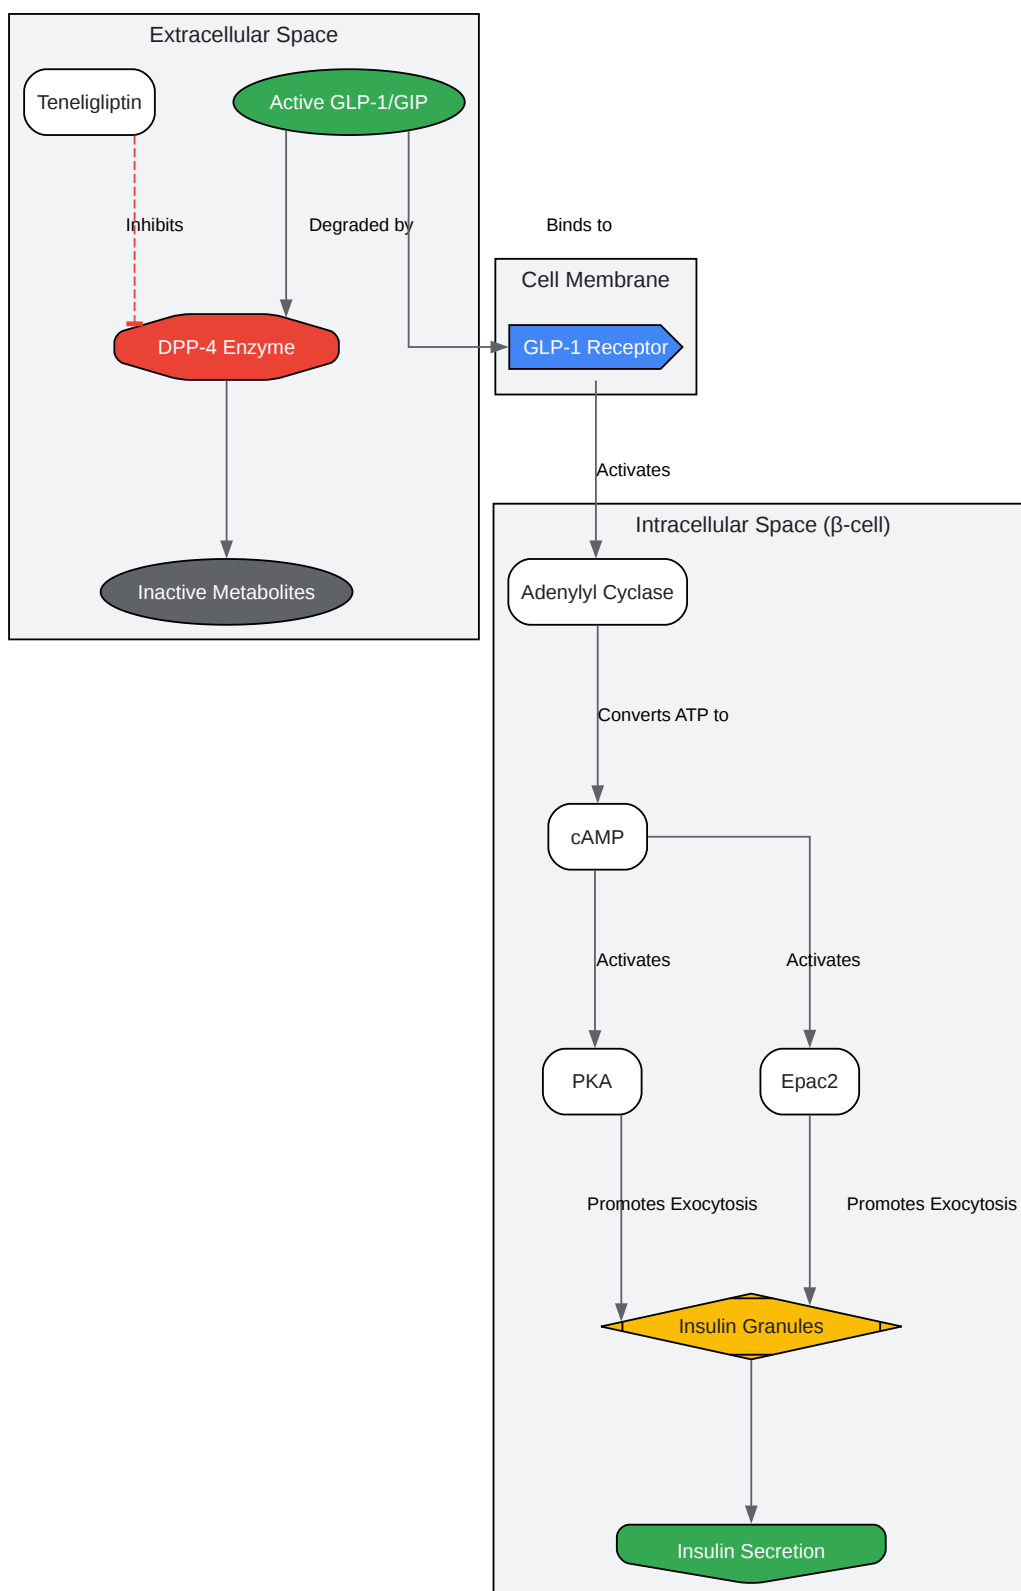 Extracellular Space
Teneligliptin
Active GLP-1/GIP
Inhibits
Degraded by
Binds to
Cell Membrane
DPP-4 Enzyme
GLP-1 Receptor
Activates
Intracellular Space (β-cell)
Inactive Metabolites
Adenylyl Cyclase
Converts ATP to
cAMP
Activates
Activates
PKA
Epac2
Promotes Exocytosis
Promotes Exocytosis
Insulin Granules
Insulin Secretion